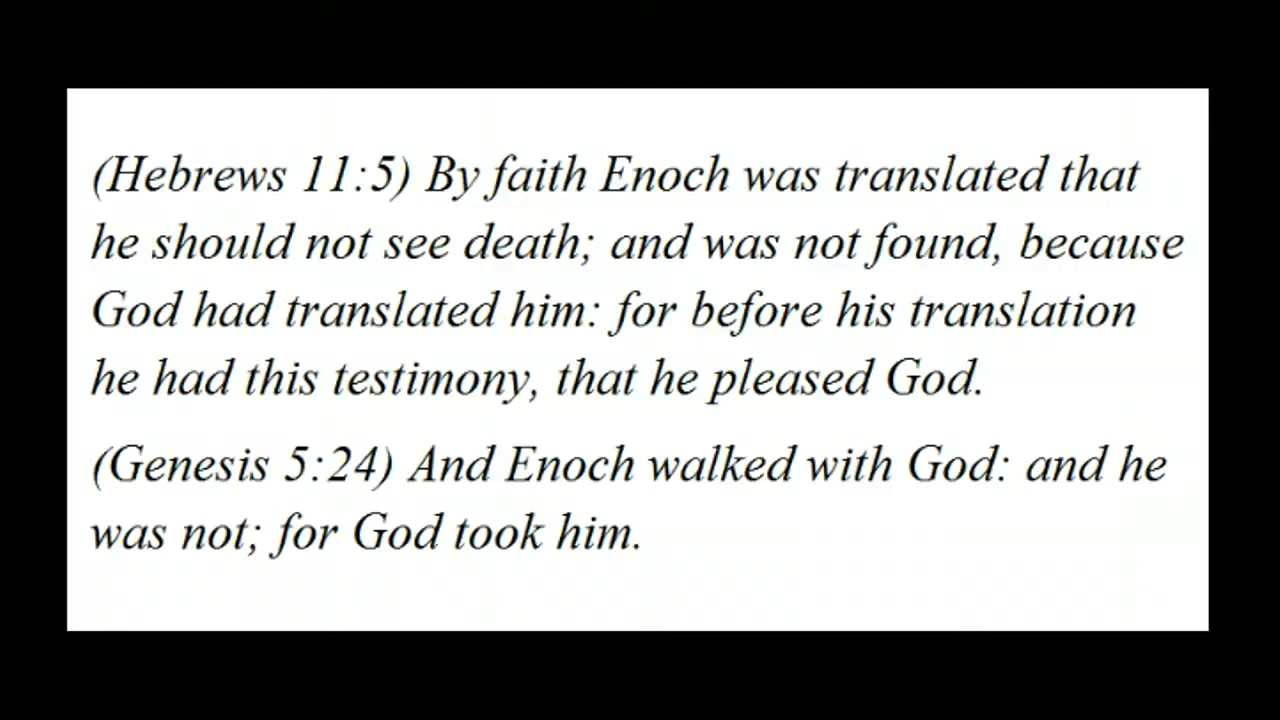 (Hebrews 11:5) By faith Enoch was translated that
he should not see death; and was not found, because
God had translated him: for before his translation
he had this testimony, that he pleased God.
(Genesis 5:24) And Enoch walked with God: and he
was not; for God took him.